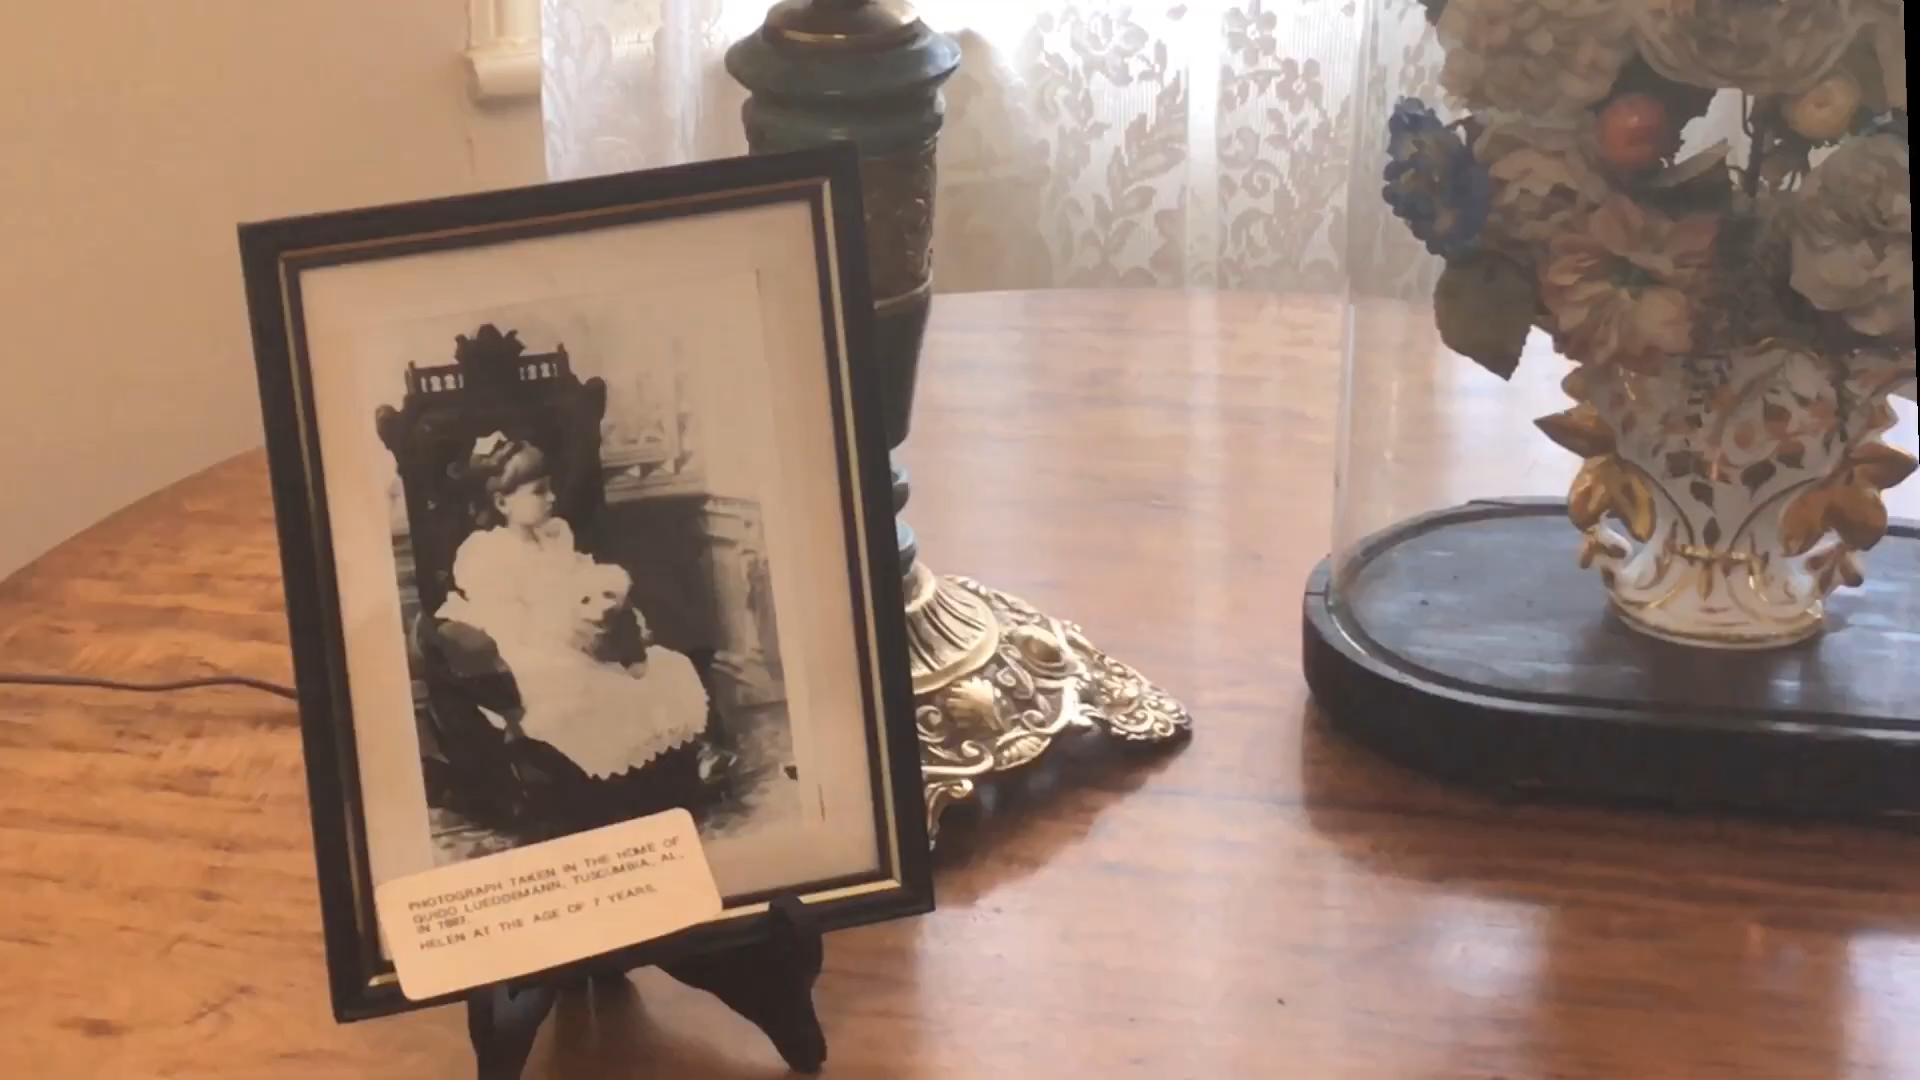 PHOTOGRAPH TAKEN IN THE HOME OF
GUIDO LUEDDEMANN, TUSCUMBIA, AL,
IN 1887.
HELEN AT THE AGE OF 7 YEARS.